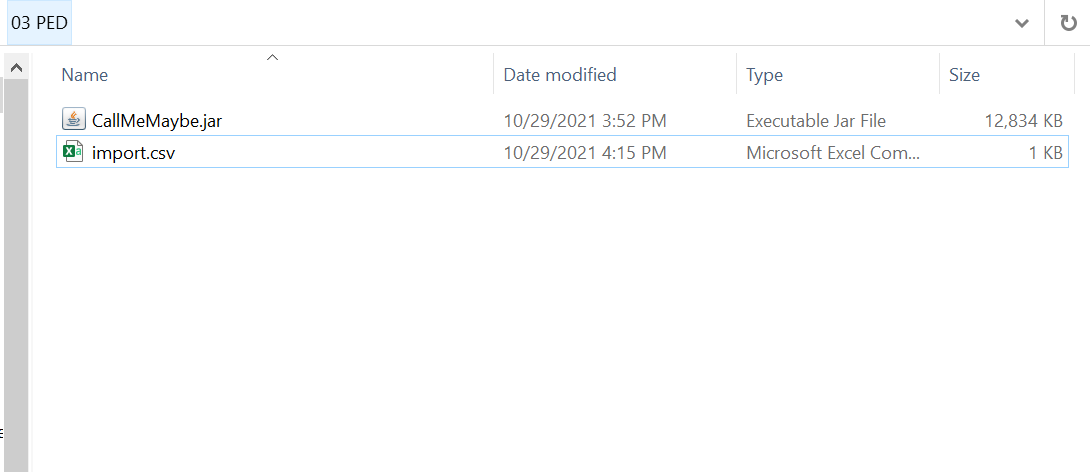 03 PED
Name Date modified Type Size
CallMeMaybe.jar 10/29/2021 3:52 PM Executable Jar File 12,834 KB
import.csv 10/29/2021 4:15 PM Microsoft Excel Com... 1 KB